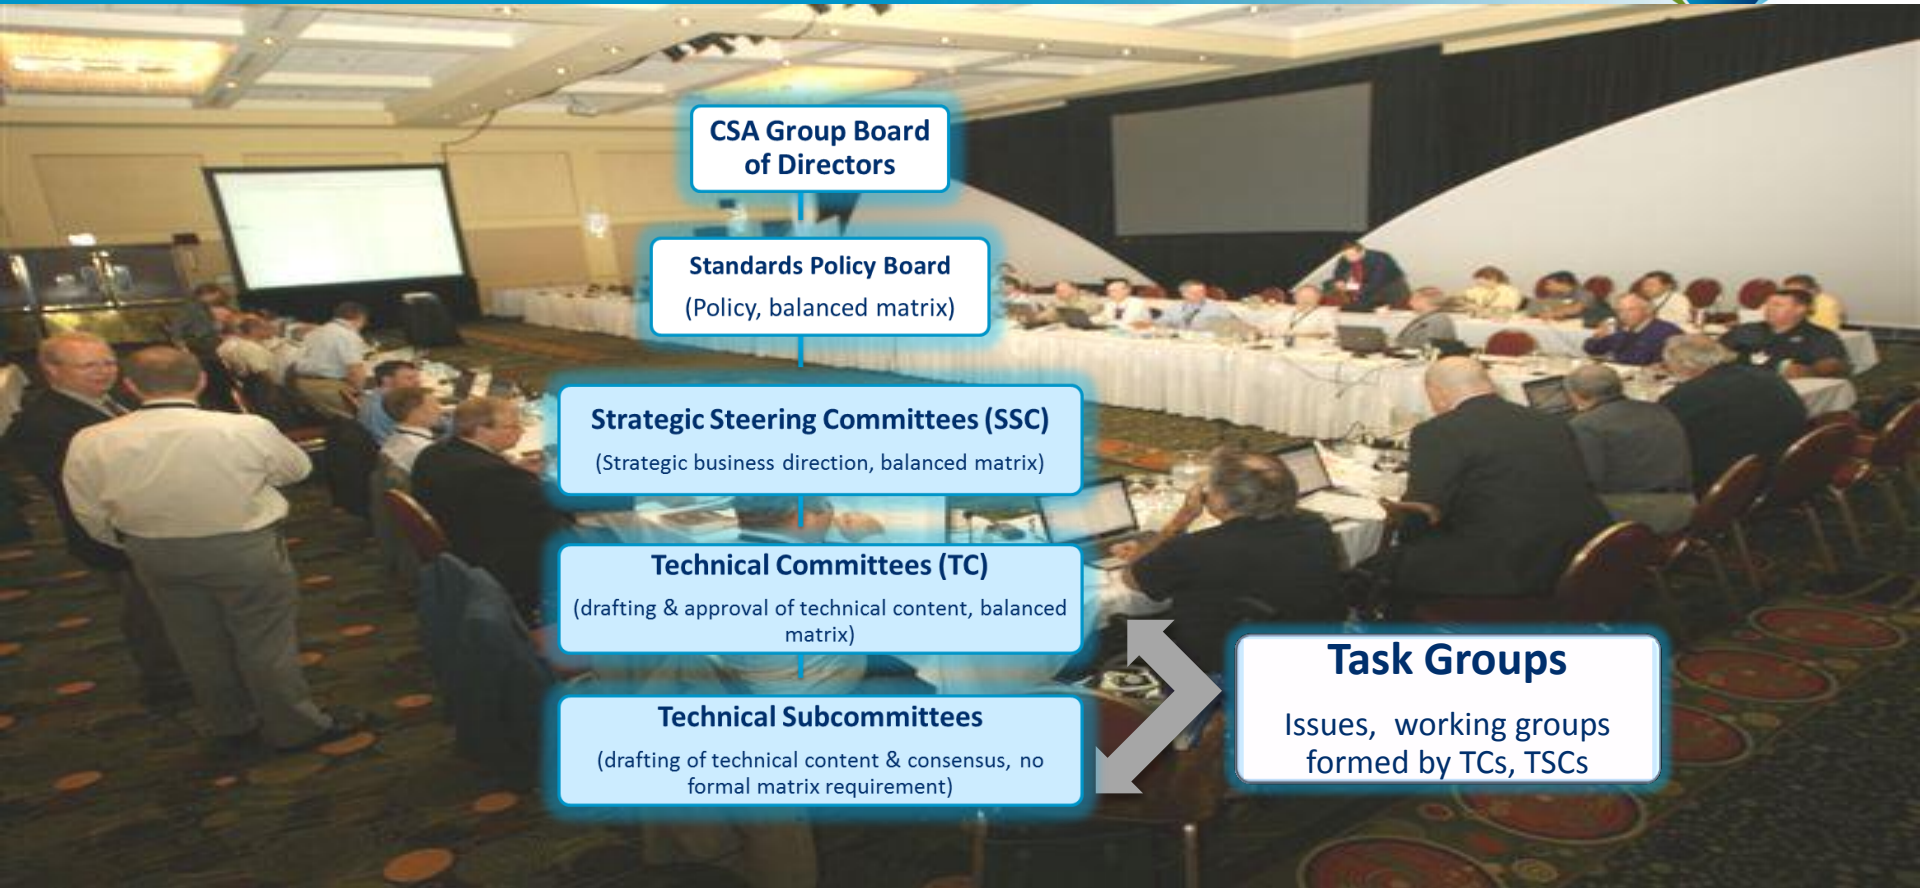 CSA Group Board
of Directors
Standards Policy Board
(Policy, balanced matrix)
Strategic Steering Committees (SSC)
(Strategic business direction, balanced matrix)
Technical Committees (TC)
(drafting & approval of technical content, balanced
matrix)
Technical Subcommittees
(drafting of technical content & consensus, no
formal matrix requirement)
Task Groups
Issues, working groups
formed by TCs, TSCs